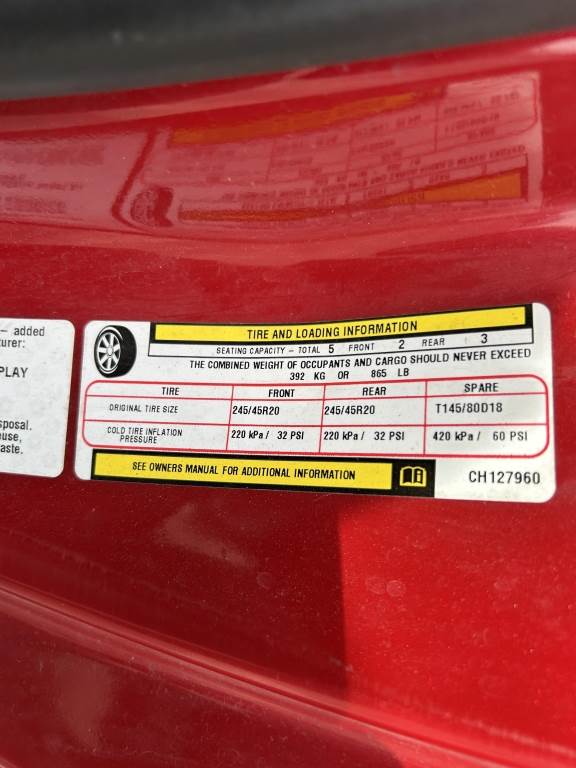 – added
turer:
PLAY
sposal.
euse,
aste.
TIRE AND LOADING INFORMATION
SEATING CAPACITY – TOTAL 5 FRONT 2 REAR 3
THE COMBINED WEIGHT OF OCCUPANTS AND CARGO SHOULD NEVER EXCEED
392 KG OR 865 LB
TIRE FRONT REAR SPARE
ORIGINAL TIRE SIZE 245/45R20 245/45R20 T145/80D18
COLD TIRE INFLATION PRESSURE 220 kPa / 32 PSI 220 kPa / 32 PSI 420 kPa / 60 PSI
SEE OWNERS MANUAL FOR ADDITIONAL INFORMATION
CH127960